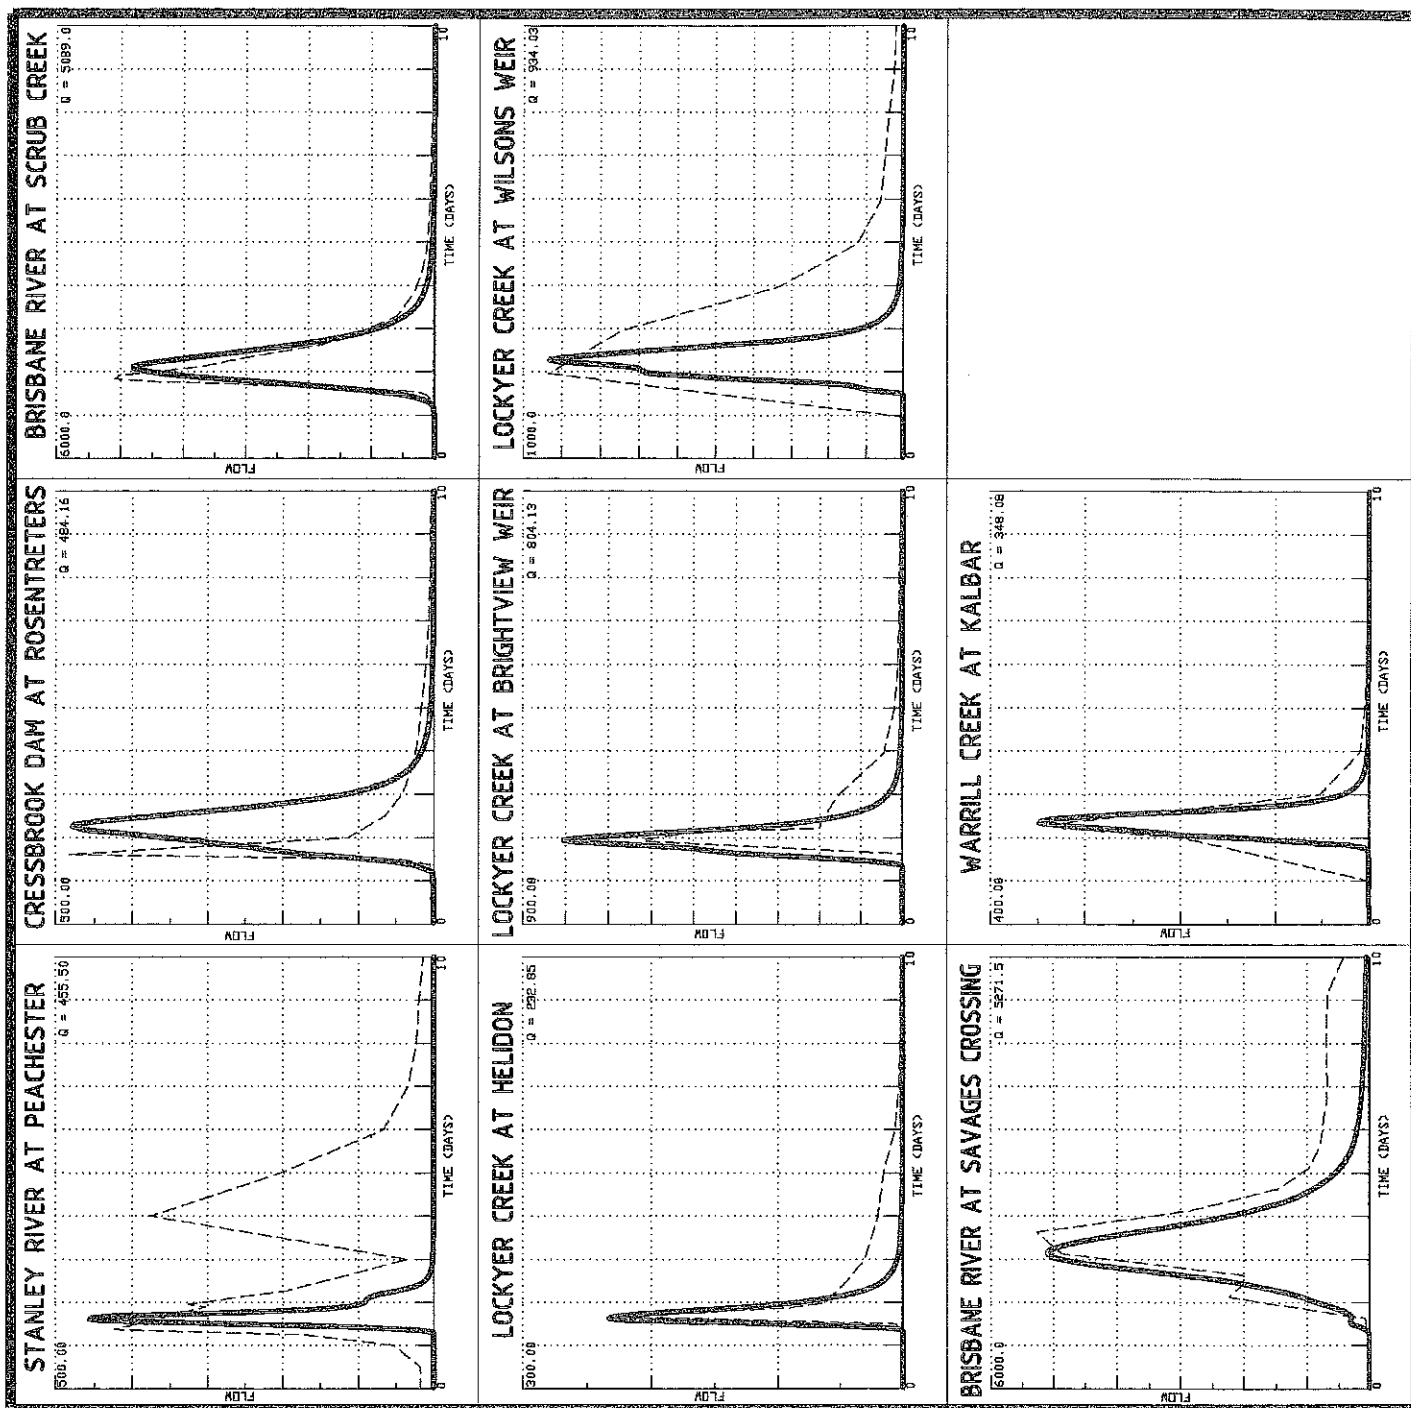 STANLEY RIVER AT PEACHESTER
500.00
Q = 455.50
FLOW
0
TIME (DAYS)
10
CRESSBROOK DAM AT ROSENTRETERS
500.00
Q = 484.16
FLOW
0
TIME (DAYS)
10
BRISBANE RIVER AT SCRUB CREEK
6000.0
Q = 5089.0
FLOW
0
TIME (DAYS)
10
LOCKYER CREEK AT HELIDON
300.00
Q = 232.85
FLOW
0
TIME (DAYS)
10
LOCKYER CREEK AT BRIGHTVIEW WEIR
900.00
Q = 804.13
FLOW
0
TIME (DAYS)
10
LOCKYER CREEK AT WILSONS WEIR
1000.0
Q = 934.03
FLOW
0
TIME (DAYS)
10
BRISBANE RIVER AT SAVAGES CROSSING
6000.0
Q = 5271.5
FLOW
0
TIME (DAYS)
10
WARRILL CREEK AT KALBAR
400.00
Q = 348.08
FLOW
0
TIME (DAYS)
10